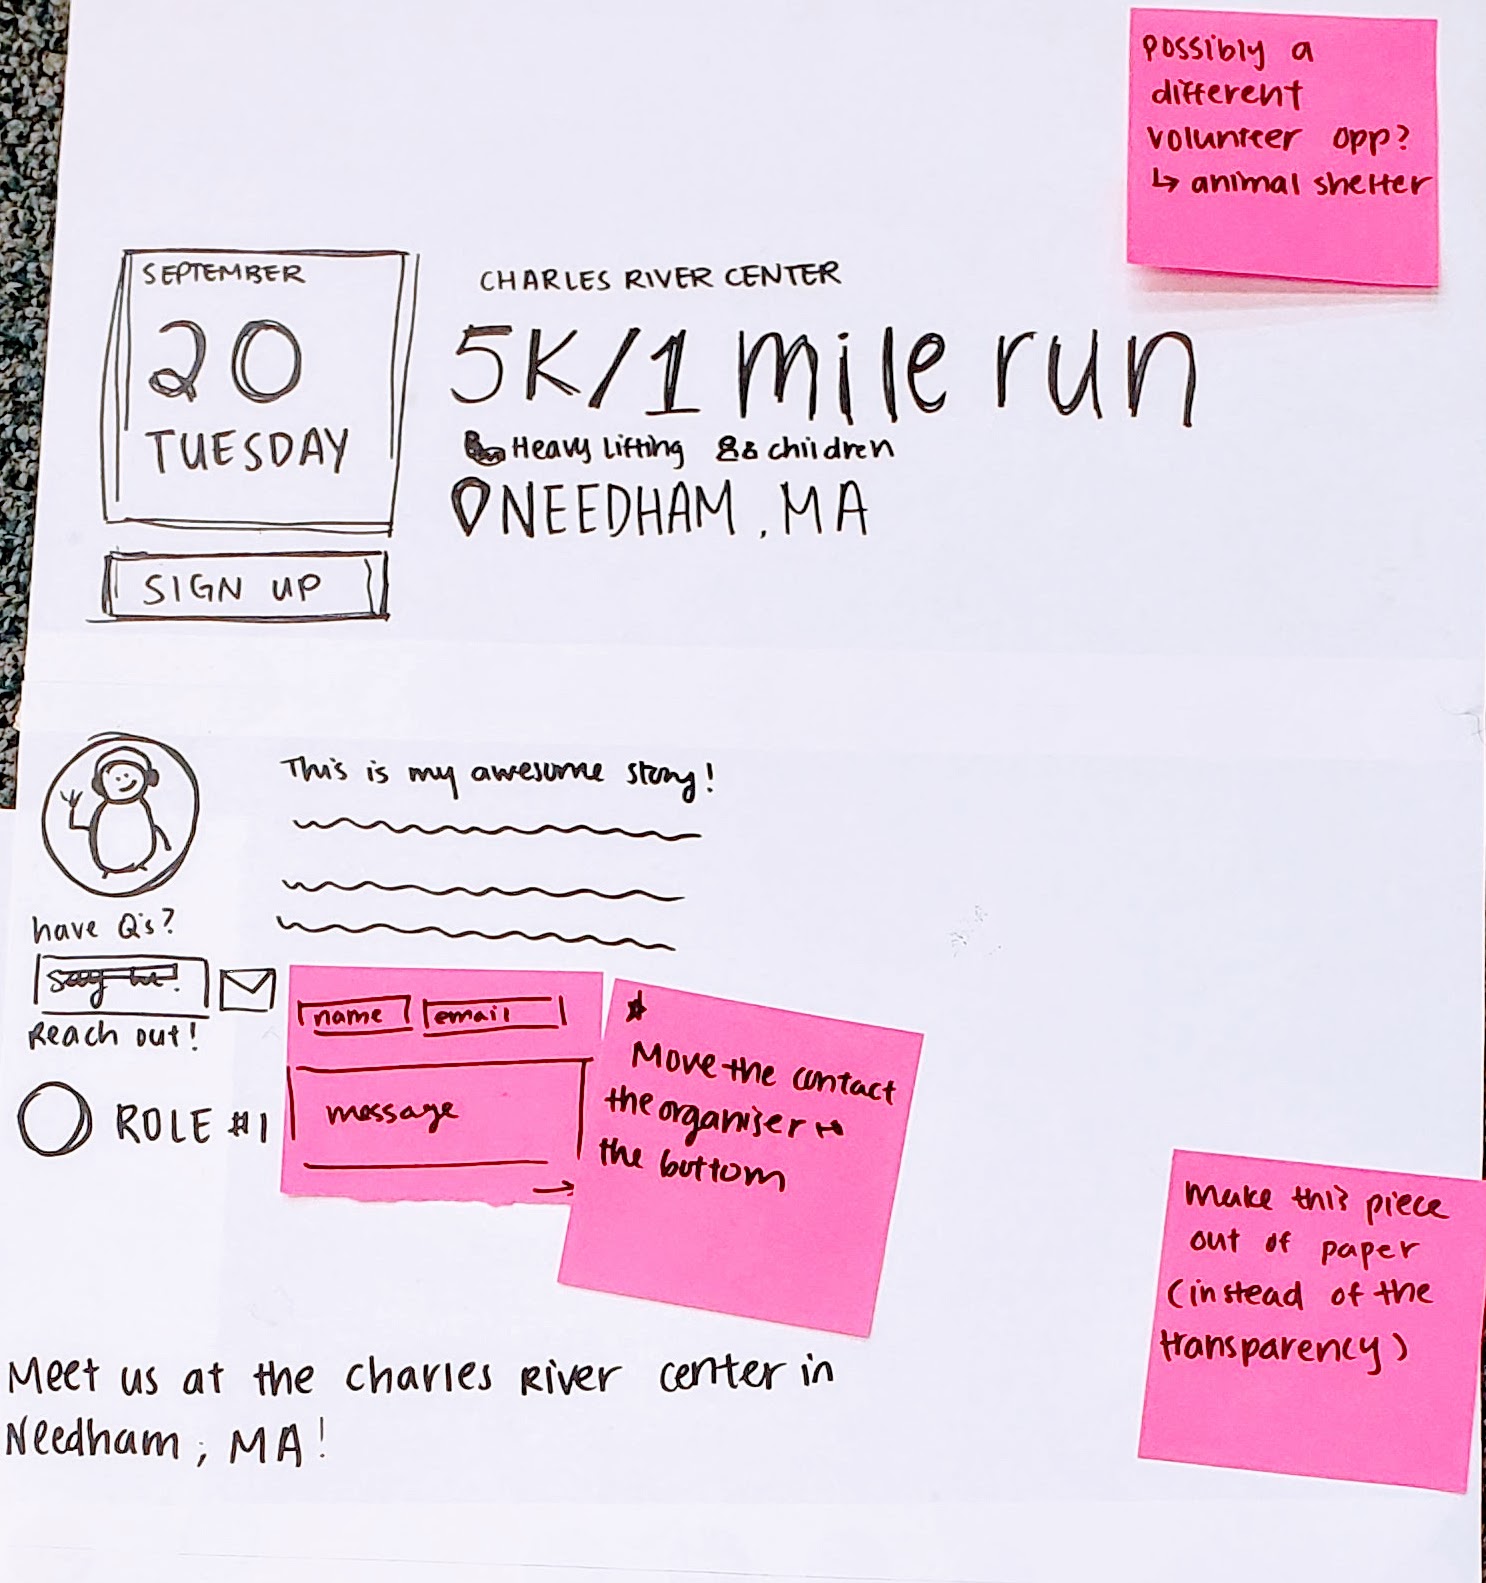 possibly a
different
volunteer opp?
↳ animal shelter
SEPTEMBER
20
TUESDAY
SIGN UP
CHARLES RIVER CENTER
5K/1 mile run
Heavy lifting children
NEEDHAM, MA
This is my awesome story!
have Q's?
Reach out!
ROLE #1
name email
message
Move the contact
the organiser to
the bottom
make this piece
out of paper
(instead of the
transparency)
Meet us at the Charles River center in
Needham, MA!